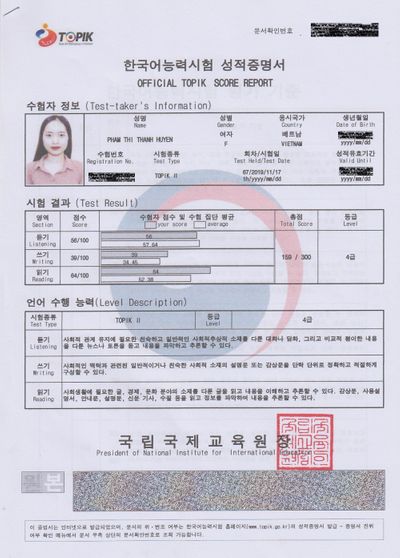 TOPIK
문서확인번호
한국어능력시험 성적증명서
OFFICIAL TOPIK SCORE REPORT
수험자 정보 (Test-taker's Information)
성명 성별 응시국가 생년월일
Name Gender Country Date of Birth
PHAM THI THANH HUYEN 여자 베트남
F VIETNAM yyyy/mm/dd
수험번호 시험종류 회차/시험일 성적유효기간
Registration No. Test Type Test Held/Test Date Valid Until
TOPIK II 67/2019/11/17
th/yyyy/mm/dd yyyy/mm/dd
시험 결과 (Test Result)
영역 점수 수험자 점수 및 수험 집단 평균 총점 등급
Section Score your score average Total Score Level
듣기 56/100 56
Listening 57.64
쓰기 39/100 39 159 / 300 4급
Writing 34.45
읽기 64/100 64
Reading 62.38
언어 수행 능력(Level Description)
시험종류 TOPIK II 등급 4급
Test Type Level
듣기 사회적 관계 유지에 필요한 친숙하고 일반적인 사회적추상적 소재를 다룬 대화나 담화, 그리고 비교적 평이한 내용
Listening 을 다룬 뉴스나 토론을 듣고 내용을 파악하고 추론할 수 있다.
쓰기 사회적인 맥락과 관련된 일반적이거나 친숙한 사회적 소재의 설명문 또는 감상문을 단락 단위로 정확하고 적절하게
Writing 구성할 수 있다.
읽기 사회생활에 필요한 글, 경제, 문화 분야의 소재를 다룬 글을 읽고 내용을 이해하고 추론할 수 있다. 감상문, 사용설
Reading 명서, 안내문, 설명문, 신문 기사, 수필 등을 읽고 정보를 파악하며 내용을 추론할 수 있다.
국립국제교육원장
President of National Institute for International Education
일본
이 증명서는 인터넷으로 발급되었으며, 문서의 위·변조 여부는 한국어능력시험 홈페이지(www.topik.go.kr)의 성적증명서 발급 - 증명서 진위
여부 확인 메뉴에서 문서 우측 상단의 문서확인번호로 조회 가능합니다.